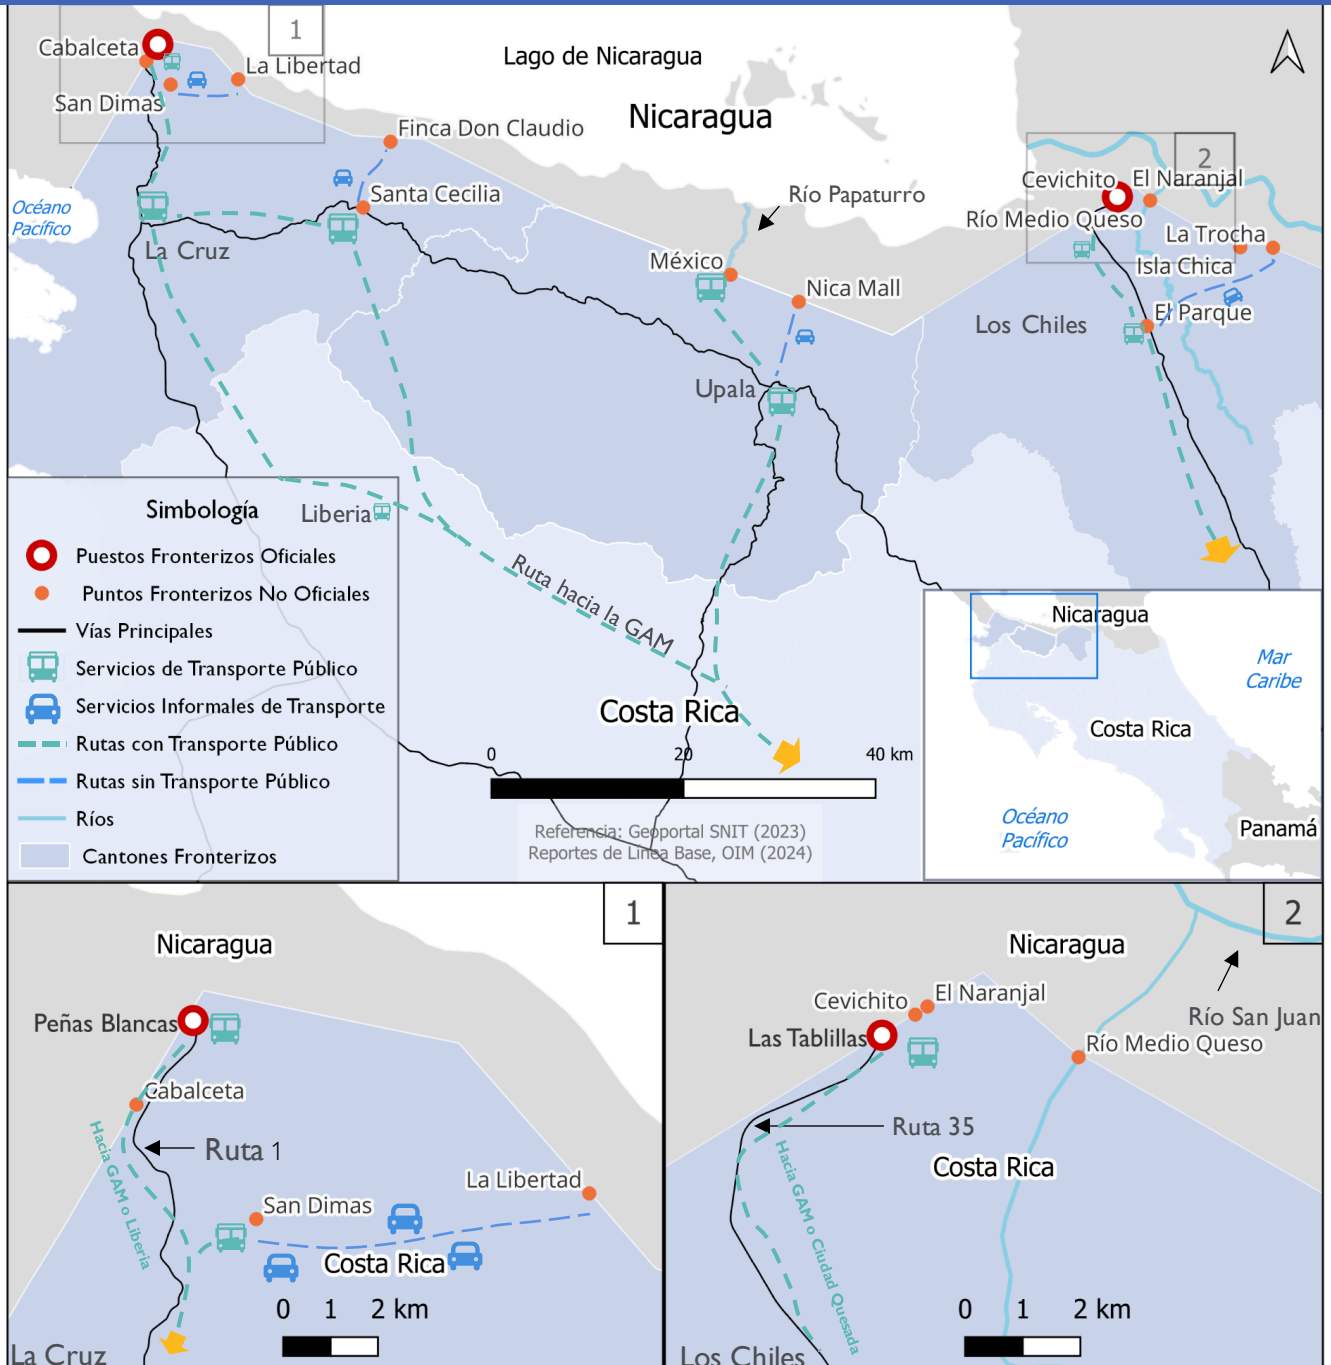 1
Cabalceta
La Libertad
San Dimas
Lago de Nicaragua
Nicaragua
Finca Don Claudio
Santa Cecilia
Océano
Pacífico
La Cruz
Río Papaturro
México
Nica Mall
Upala
2
Cevichito
El Naranjal
Río Medio Queso
La Trocha
Isla Chica
El Parque
Los Chiles
Liberia
Ruta hacia la GAM
Costa Rica
Simbología
Puestos Fronterizos Oficiales
Puntos Fronterizos No Oficiales
Vías Principales
Servicios de Transporte Público
Servicios Informales de Transporte
Rutas con Transporte Público
Rutas sin Transporte Público
Ríos
Cantones Fronterizos
0 20 40 km
Referencia: Geoportal SNIT (2023)
Reportes de Línea Base, OIM (2024)
Nicaragua
Mar
Caribe
Costa Rica
Océano
Pacífico
Panamá
1
Nicaragua
Peñas Blancas
Cabalceta
Ruta 1
Hacia GAM o Liberia
La Libertad
San Dimas
Costa Rica
0 1 2 km
La Cruz
2
Nicaragua
Cevichito
El Naranjal
Las Tablillas
Río San Juan
Río Medio Queso
Ruta 35
Costa Rica
Hacia GAM o Ciudad Quesada
0 1 2 km
Los Chiles